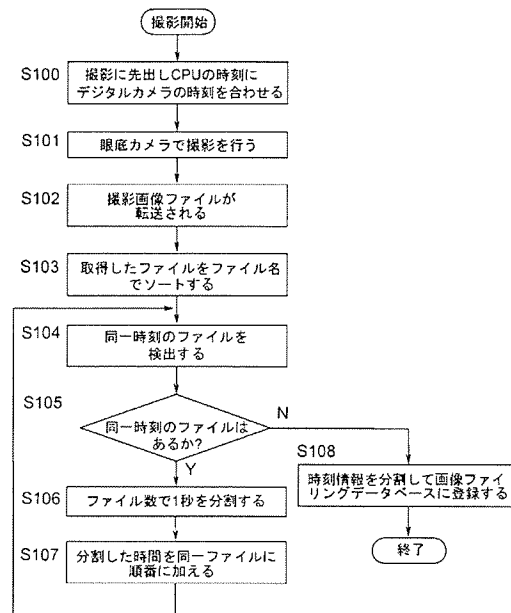 撮影開始
S100
撮影に先出しCPUの時刻に
デジタルカメラの時刻を合わせる
S101
眼底カメラで撮影を行う
S102
撮影画像ファイルが
転送される
S103
取得したファイルをファイル名
でソートする
S104
同一時刻のファイルを
検出する
S105
同一時刻のファイルは
あるか?
N
Y
S106
ファイル数で1秒を分割する
S107
分割した時間を同一ファイルに
順番に加える
S108
時刻情報を分割して画像ファイ
リングデータベースに登録する
終了